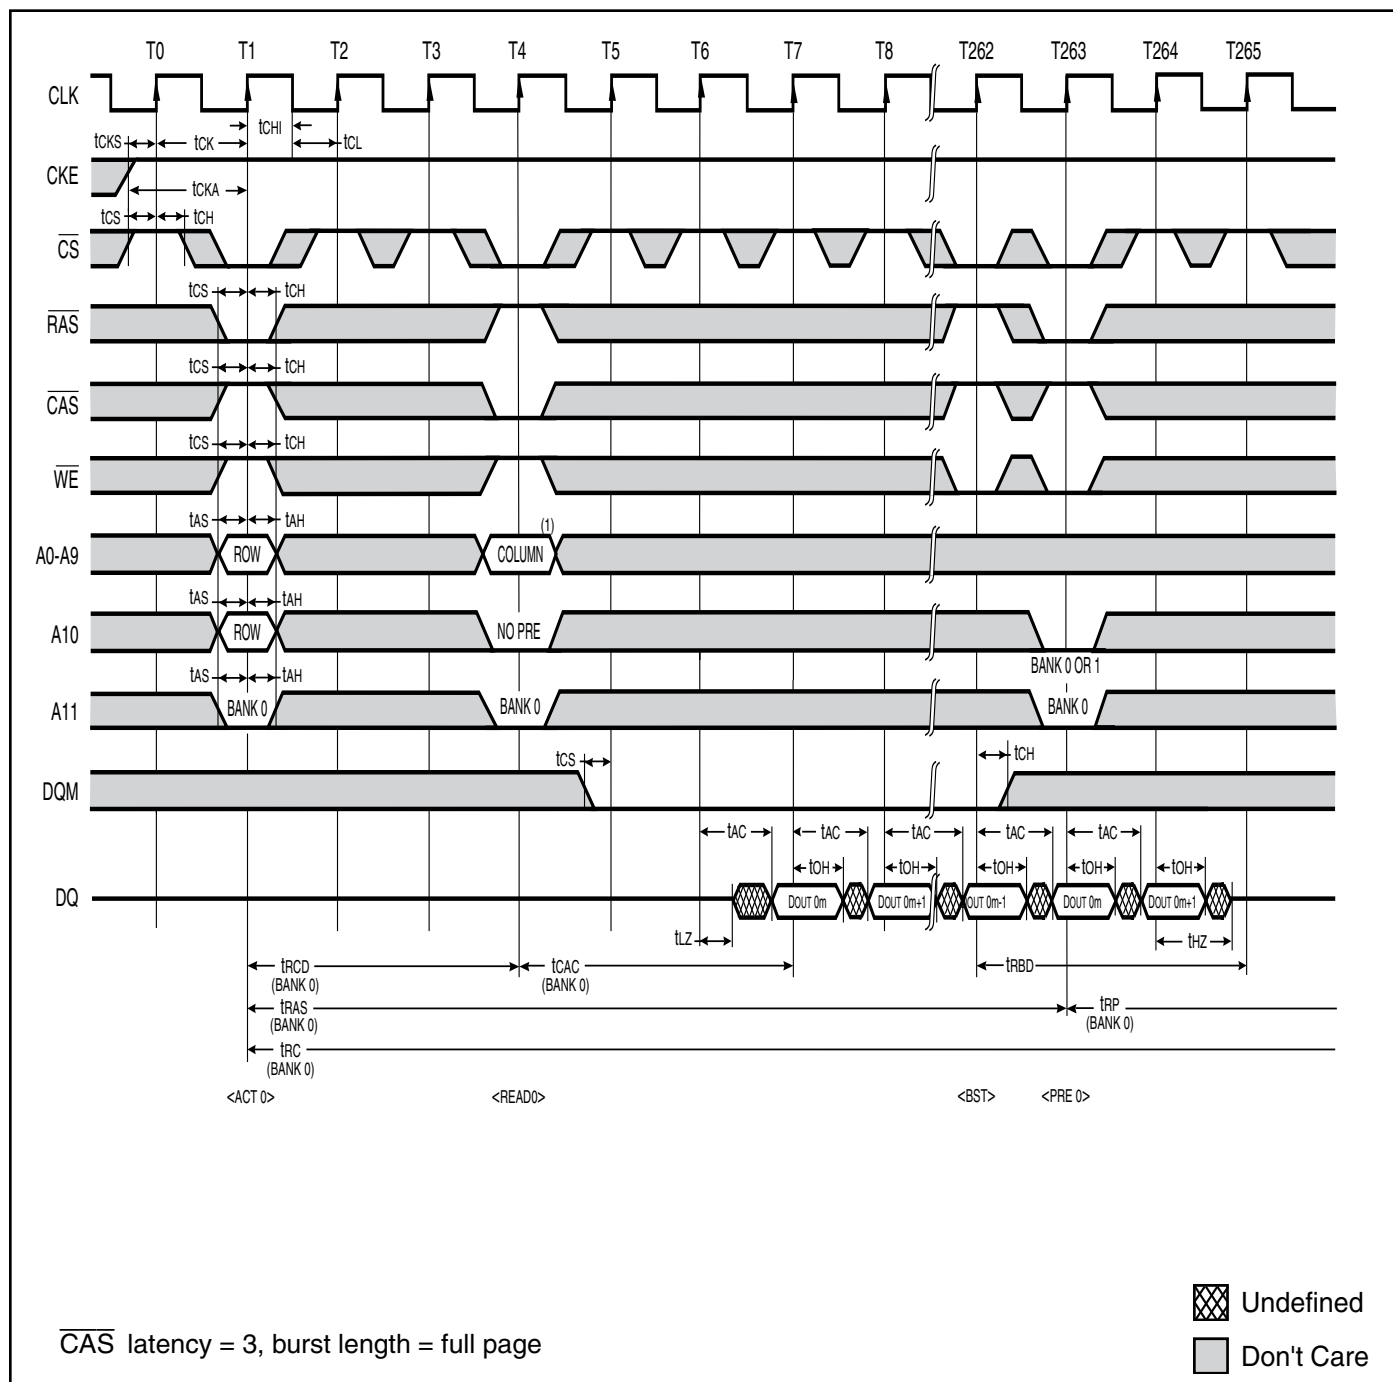 T0 T1 T2 T3 T4 T5 T6 T7 T8 T262 T263 T264 T265
CLK
tCHI
tCKS tCK tCL
CKE
tCKA
tCS tCH
CS
tCS tCH
RAS
tCS tCH
CAS
tCS tCH
WE
tAS tAH (1)
A0-A9 ROW COLUMN
tAS tAH
A10 ROW NO PRE
BANK 0 OR 1
tAS tAH
A11 BANK 0 BANK 0 BANK 0
tCS tCH
DQM
tAC tAC tAC tAC tAC
tOH tOH tOH tOH tOH
DQ DOUT 0m DOUT 0m+1 OUT 0m-1 DOUT 0m DOUT 0m+1
tLZ tHZ
tRCD tCAC tRBD
(BANK 0) (BANK 0)
tRAS tRP
(BANK 0) (BANK 0)
tRC
(BANK 0)
<ACT 0> <READ0> <BST> <PRE 0>
Undefined
CAS latency = 3, burst length = full page
Don't Care